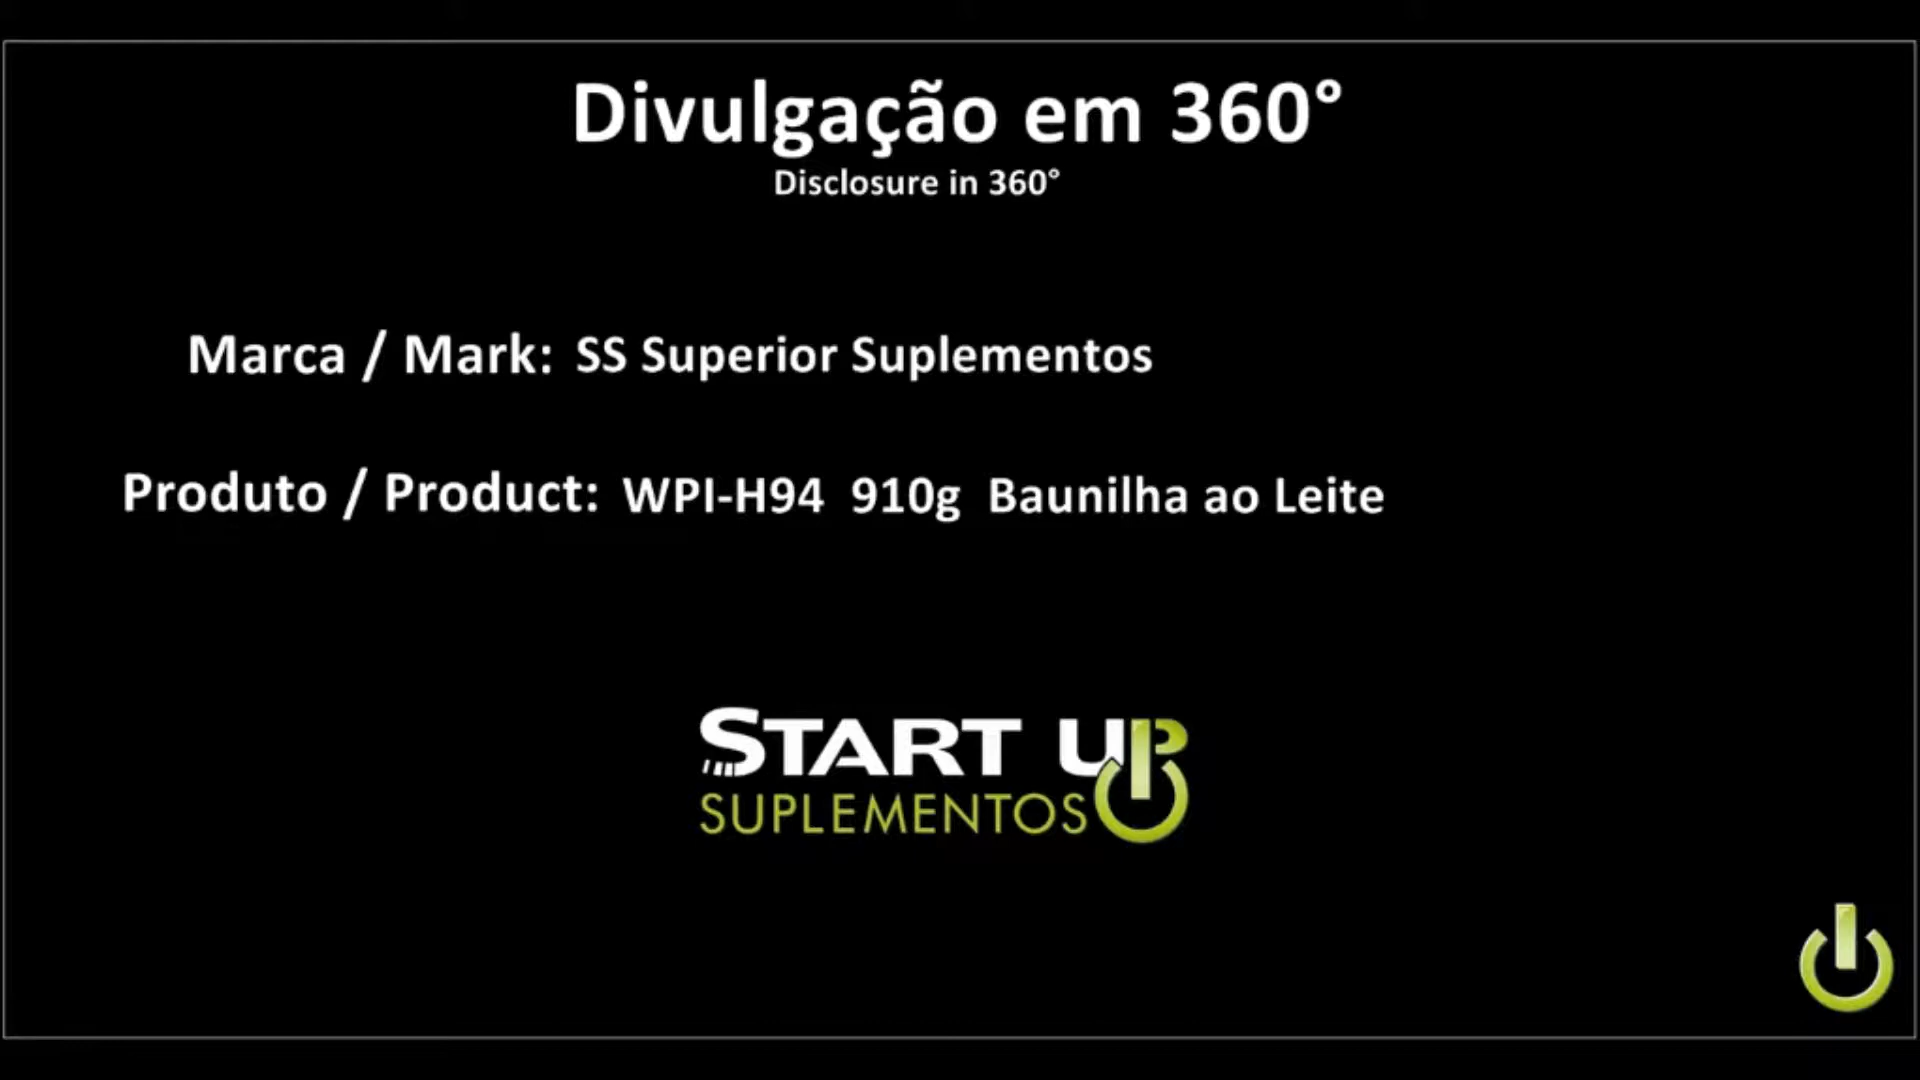 Divulgação em 360°
Disclosure in 360°
Marca / Mark: SS Superior Suplementos
Produto / Product: WPI-H94 910g Baunilha ao Leite
START UP
SUPLEMENTOS